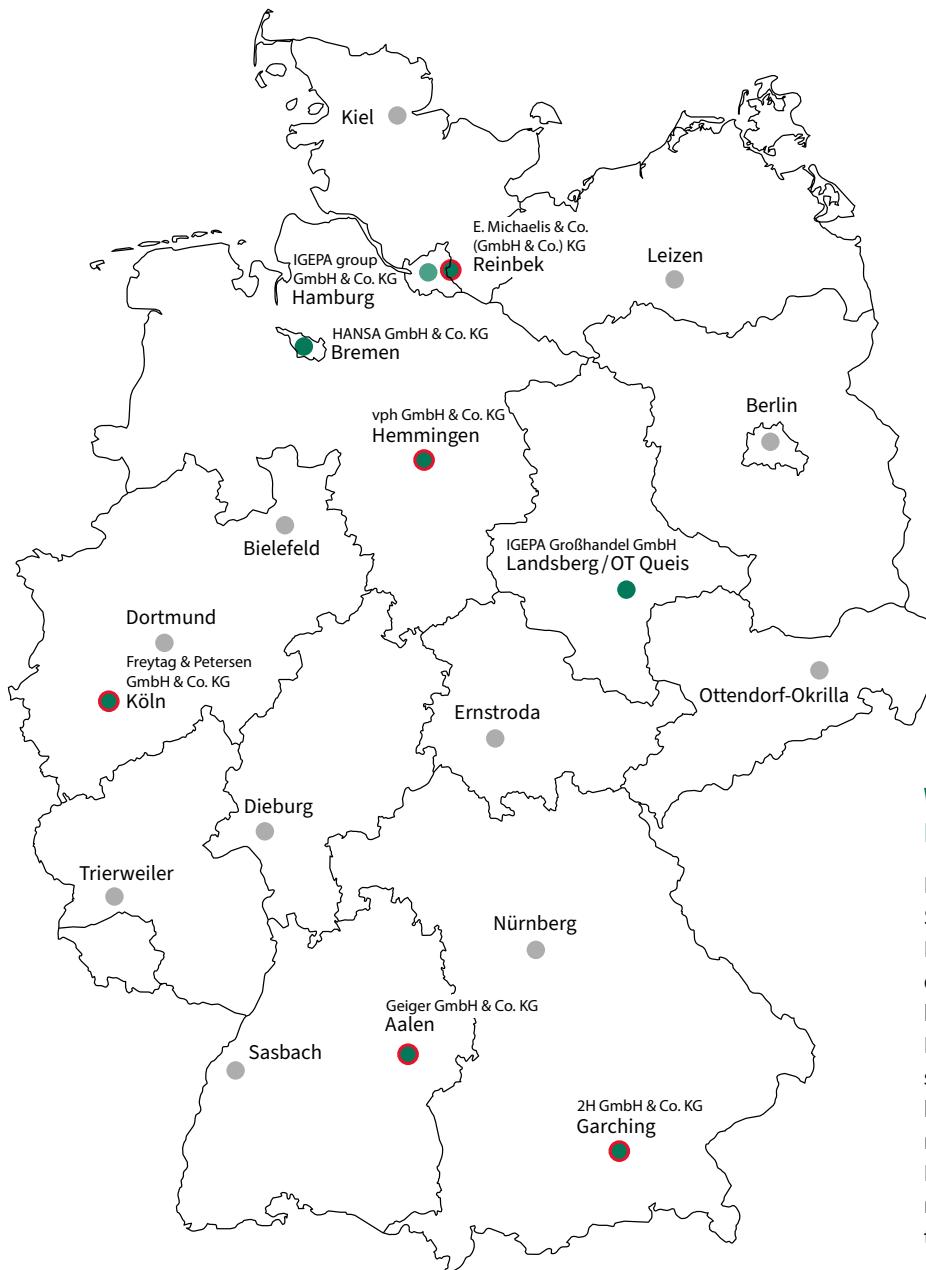 Kiel
E. Michaelis & Co.
(GmbH & Co.) KG
Reinbek
Leizen
IGEPA group
GmbH & Co. KG
Hamburg
HANSA GmbH & Co. KG
Bremen
Berlin
vph GmbH & Co. KG
Hemmingen
Bielefeld
IGEPA Großhandel GmbH
Landsberg/OT Queis
Dortmund
Freytag & Petersen
GmbH & Co. KG
Köln
Ottendorf-Okrilla
Ernstroda
Dieburg
Trierweiler
Nürnberg
Geiger GmbH & Co. KG
Aalen
Sasbach
2H GmbH & Co. KG
Garching